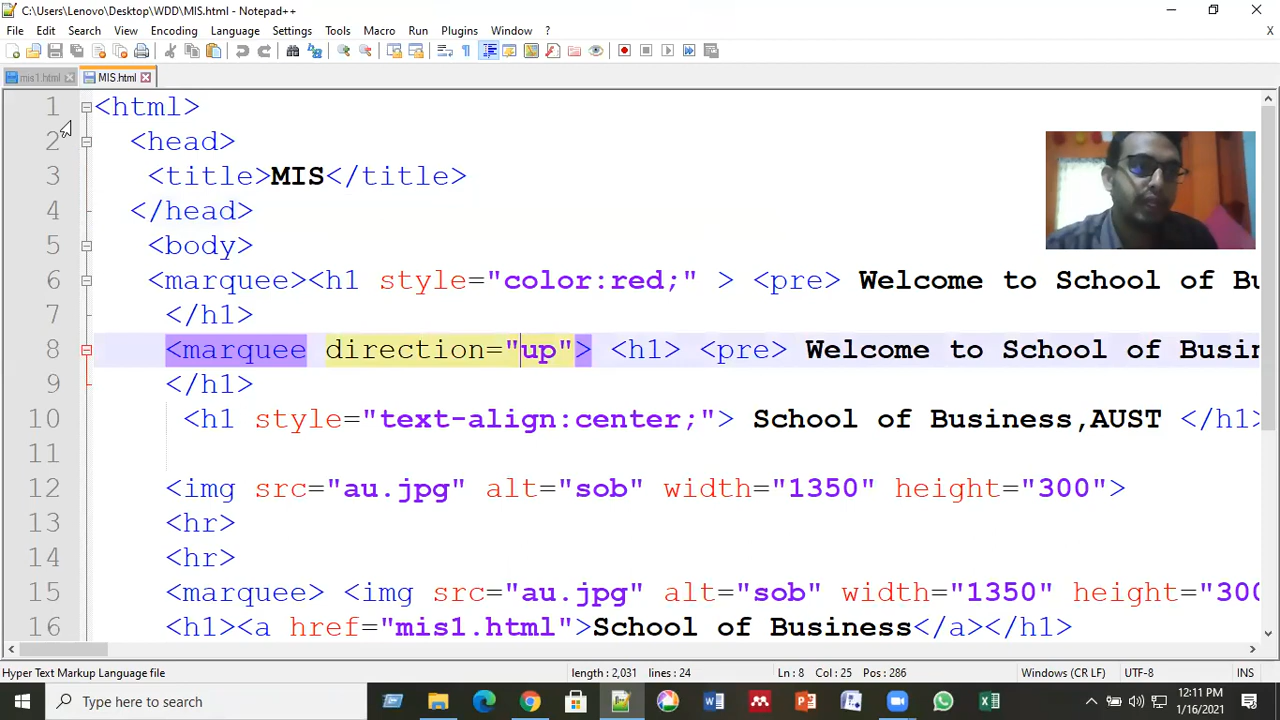 C:\Users\Lenovo\Desktop\WDD\MIS.html - Notepad++
File Edit Search View Encoding Language Settings Tools Macro Run Plugins Window ? X
mis1.html MIS.html
1 <html>
2 <head>
3 <title>MIS</title>
4 </head>
5 <body>
6 <marquee><h1 style="color:red;" > <pre> Welcome to School of Bu
7 </h1>
8 <marquee direction="up"> <h1> <pre> Welcome to School of Busin
9 </h1>
10 <h1 style="text-align:center;"> School of Business,AUST </h1>
11
12 <img src="au.jpg" alt="sob" width="1350" height="300">
13 <hr>
14 <hr>
15 <marquee> <img src="au.jpg" alt="sob" width="1350" height="300
16 <h1><a href="mis1.html">School of Business</a></h1>
Hyper Text Markup Language file length : 2,031 lines : 24 Ln : 8 Col : 25 Pos : 286 Windows (CR LF) UTF-8 INS
Type here to search 12:11 PM
1/16/2021